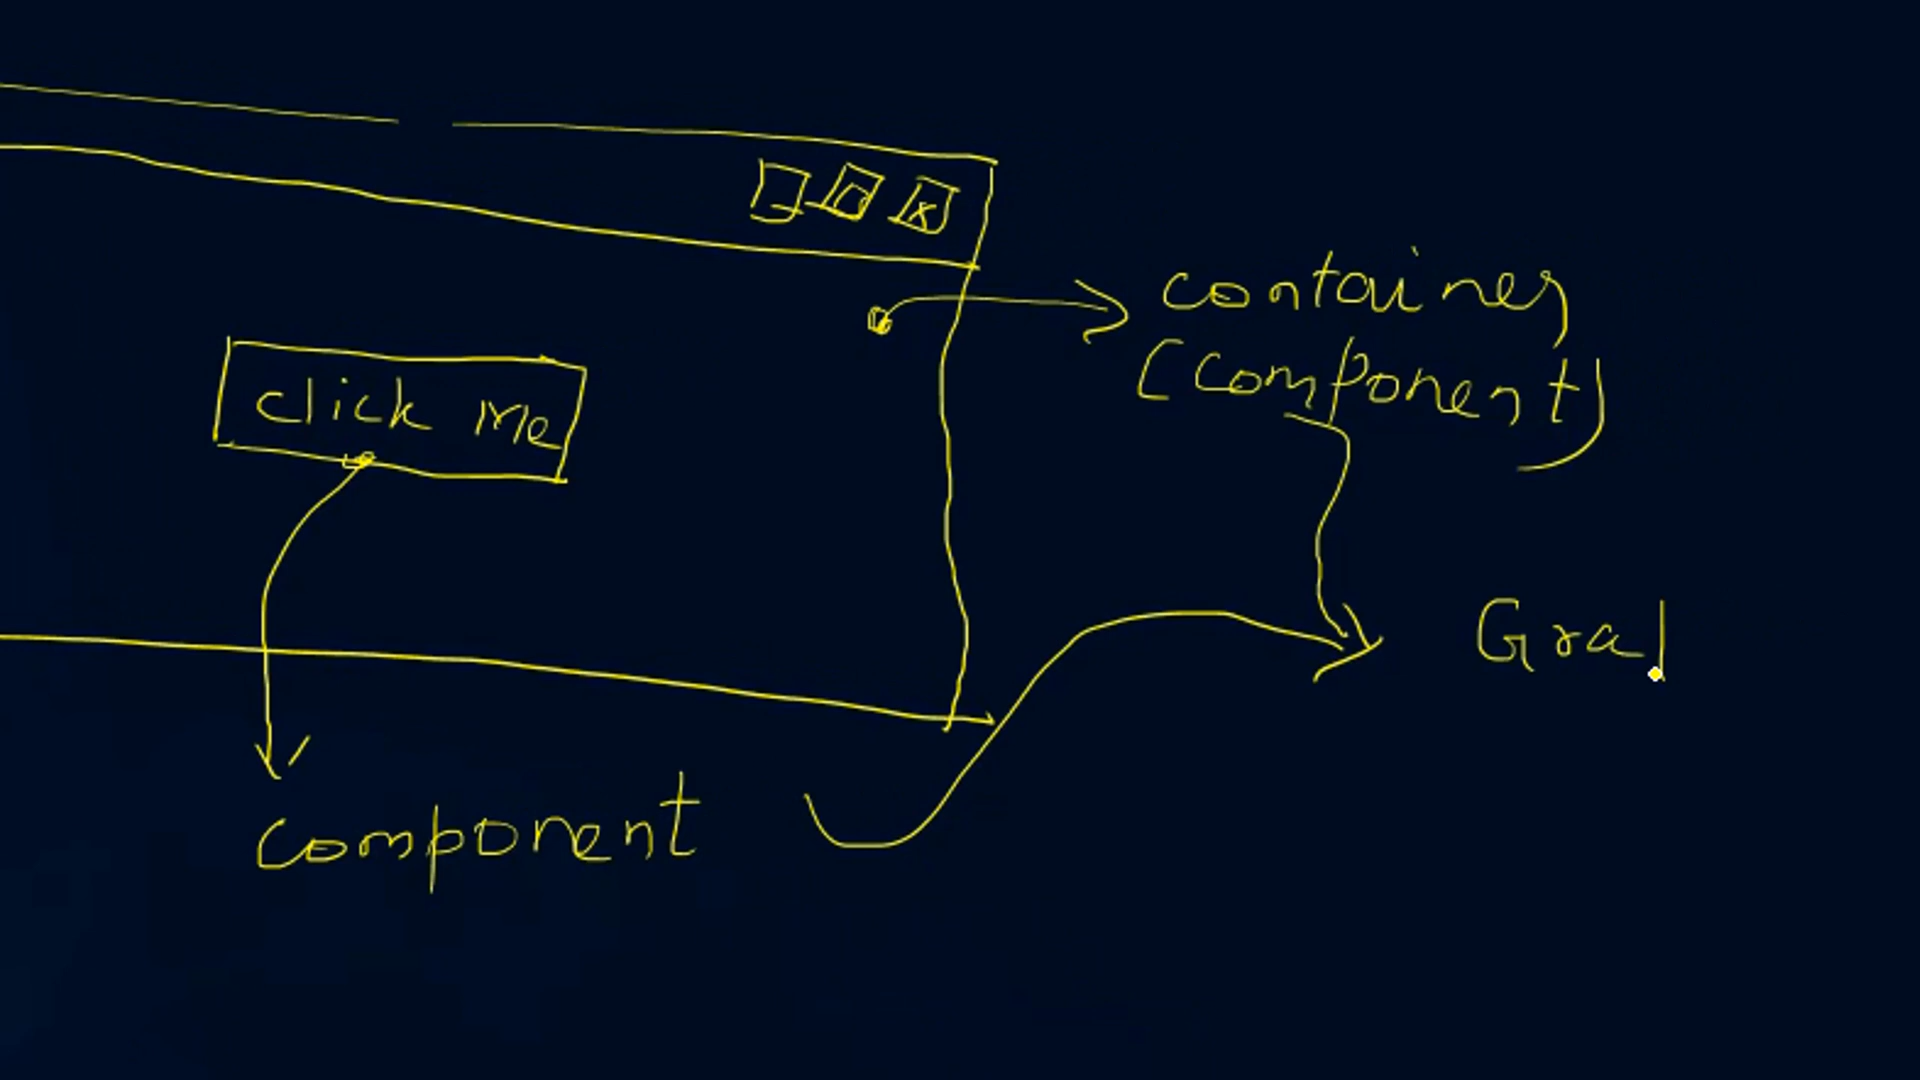 container
(component)
click Me
Gra
component